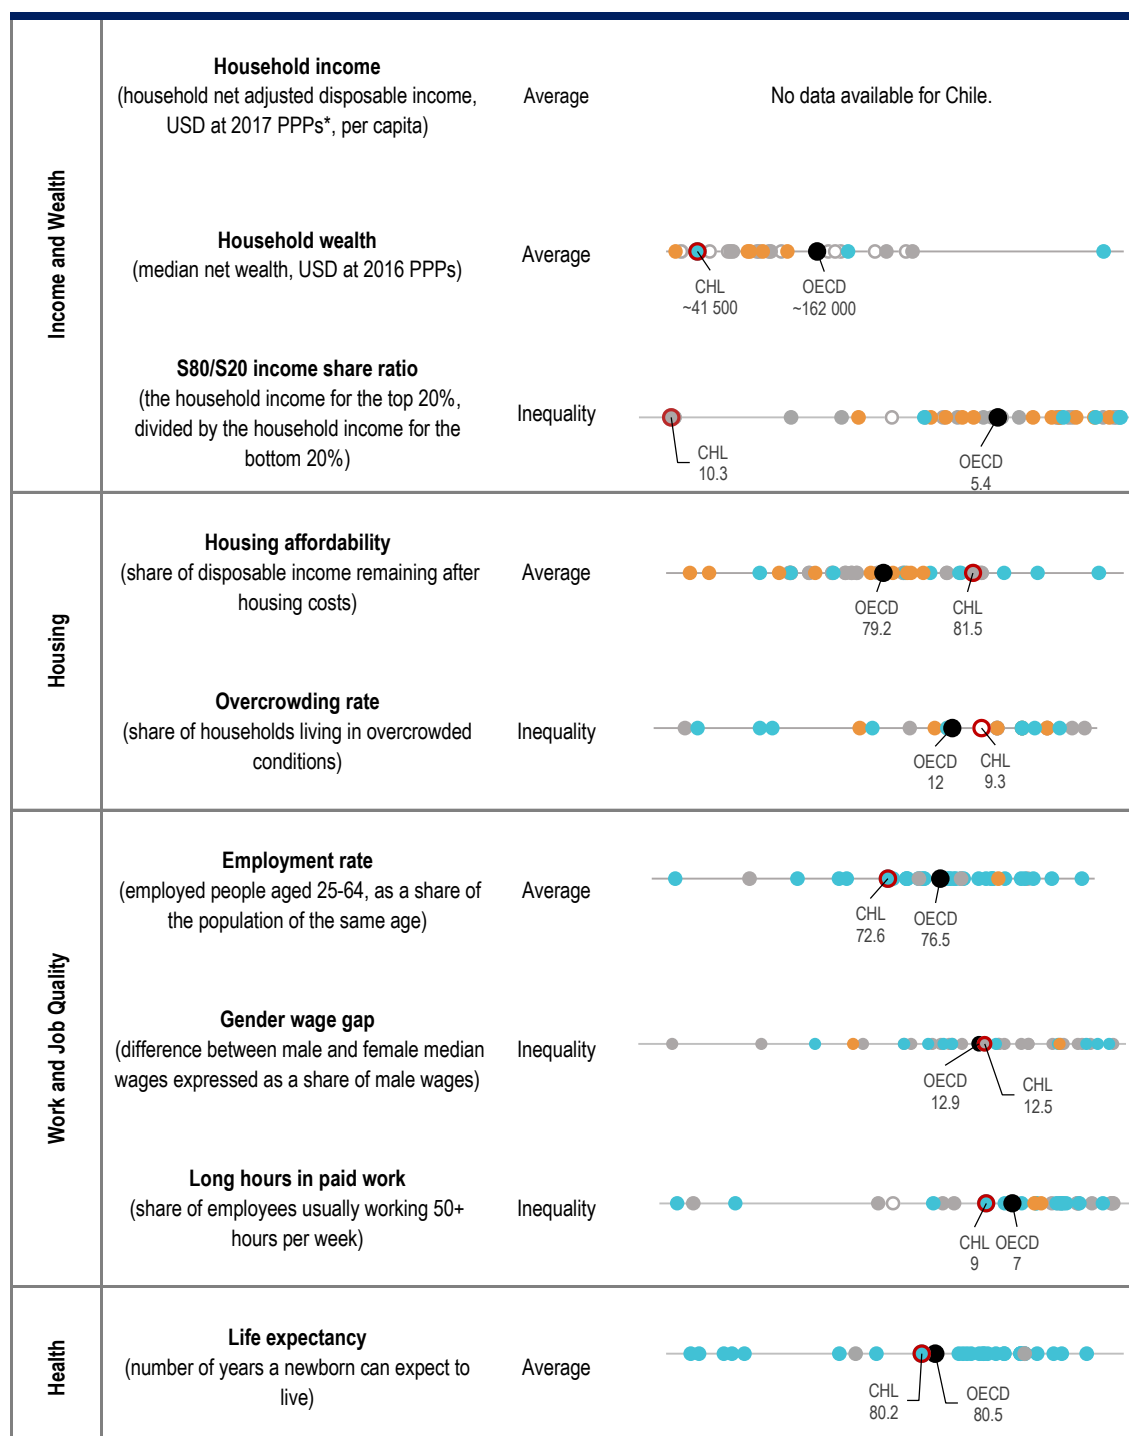 Income and Wealth
Household income
(household net adjusted disposable income,
USD at 2017 PPPs*, per capita)
Average
No data available for Chile.
Household wealth
(median net wealth, USD at 2016 PPPs)
Average
CHL
~41 500
OECD
~162 000
S80/S20 income share ratio
(the household income for the top 20%,
divided by the household income for the
bottom 20%)
Inequality
CHL
10.3
OECD
5.4
Housing
Housing affordability
(share of disposable income remaining after
housing costs)
Average
OECD
79.2
CHL
81.5
Overcrowding rate
(share of households living in overcrowded
conditions)
Inequality
OECD
12
CHL
9.3
Work and Job Quality
Employment rate
(employed people aged 25-64, as a share of
the population of the same age)
Average
CHL
72.6
OECD
76.5
Gender wage gap
(difference between male and female median
wages expressed as a share of male wages)
Inequality
OECD
12.9
CHL
12.5
Long hours in paid work
(share of employees usually working 50+
hours per week)
Inequality
CHL
9
OECD
7
Health
Life expectancy
(number of years a newborn can expect to
live)
Average
CHL
80.2
OECD
80.5